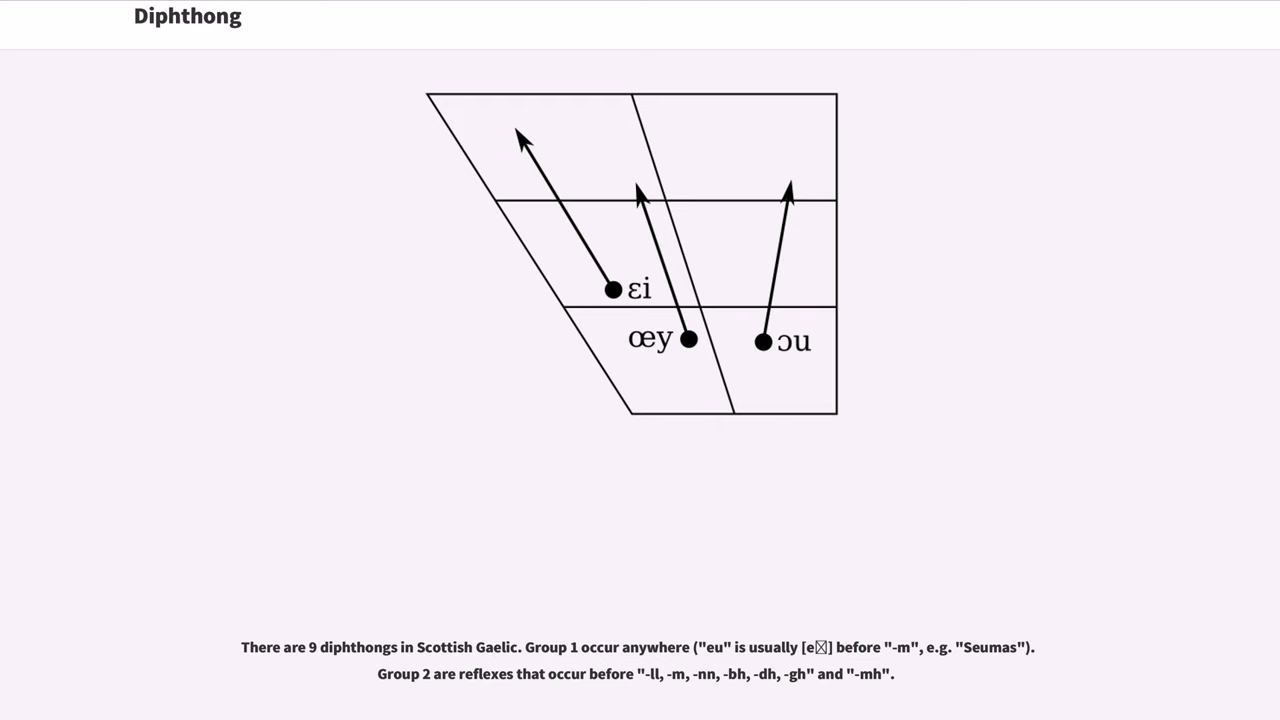 Diphthong
ɛi
œy
ɔu
There are 9 diphthongs in Scottish Gaelic. Group 1 occur anywhere ("eu" is usually [e□] before "-m", e.g. "Seumas").
Group 2 are reflexes that occur before "-ll, -m, -nn, -bh, -dh, -gh" and "-mh".